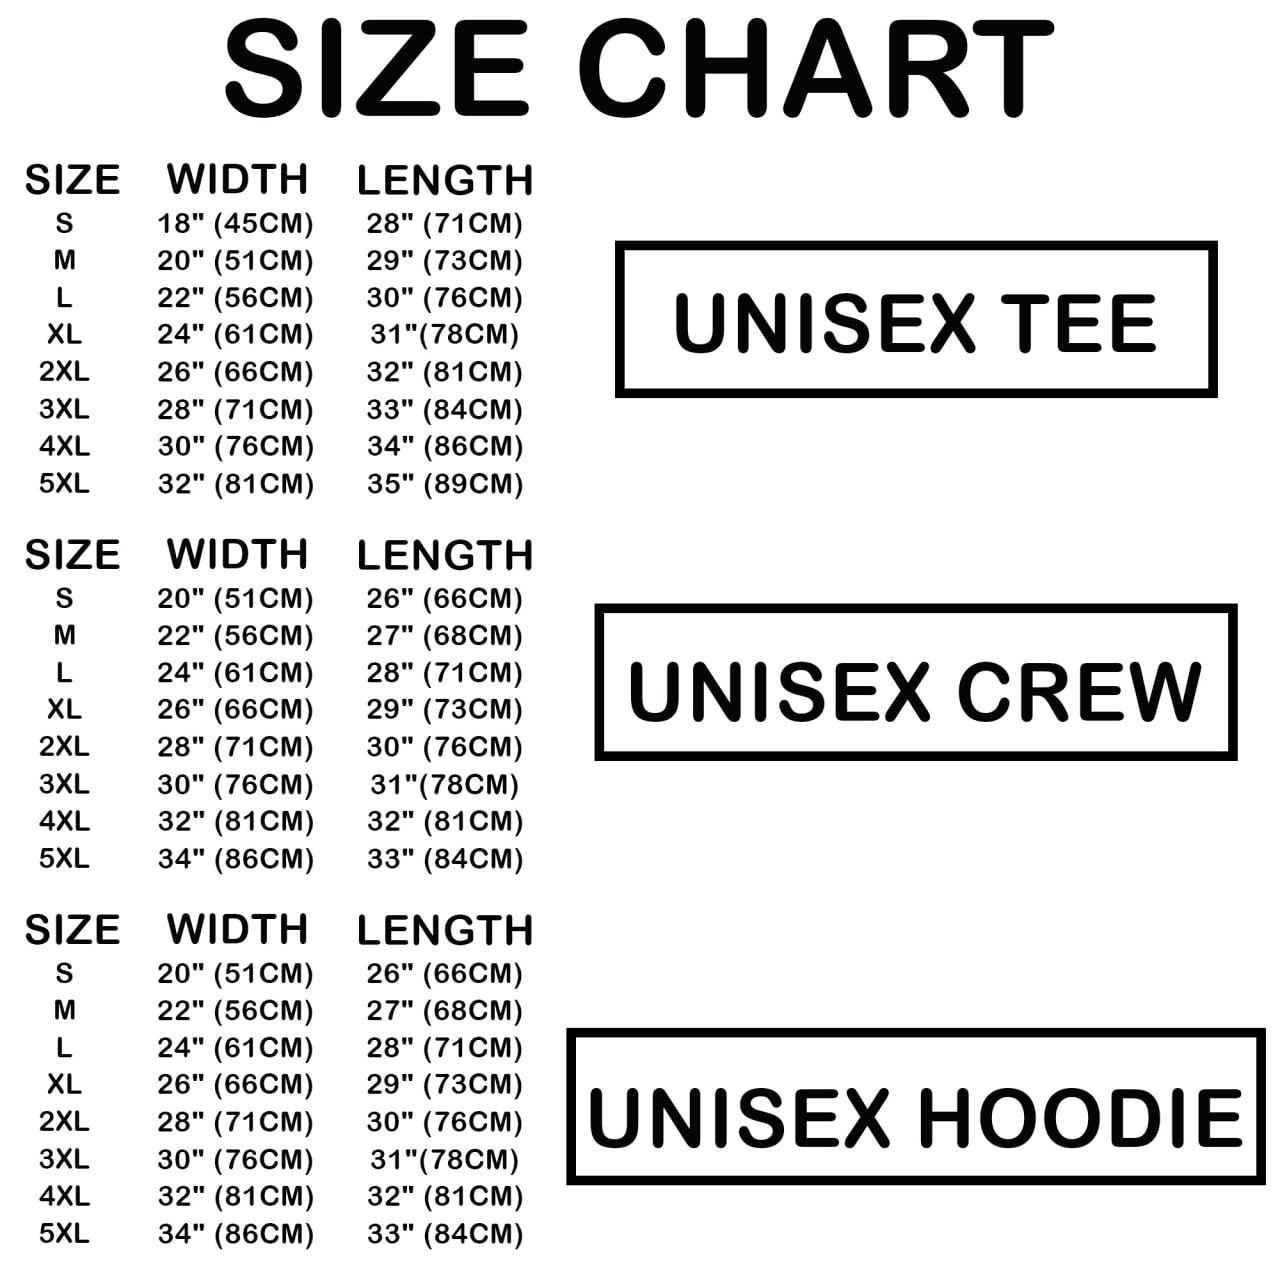 SIZE CHART
SIZE WIDTH LENGTH
S 18" (45CM) 28" (71CM)
M 20" (51CM) 29" (73CM)
L 22" (56CM) 30" (76CM)
XL 24" (61CM) 31"(78CM)
2XL 26" (66CM) 32" (81CM)
3XL 28" (71CM) 33" (84CM)
4XL 30" (76CM) 34" (86CM)
5XL 32" (81CM) 35" (89CM)
UNISEX TEE
SIZE WIDTH LENGTH
S 20" (51CM) 26" (66CM)
M 22" (56CM) 27" (68CM)
L 24" (61CM) 28" (71CM)
XL 26" (66CM) 29" (73CM)
2XL 28" (71CM) 30" (76CM)
3XL 30" (76CM) 31"(78CM)
4XL 32" (81CM) 32" (81CM)
5XL 34" (86CM) 33" (84CM)
UNISEX CREW
SIZE WIDTH LENGTH
S 20" (51CM) 26" (66CM)
M 22" (56CM) 27" (68CM)
L 24" (61CM) 28" (71CM)
XL 26" (66CM) 29" (73CM)
2XL 28" (71CM) 30" (76CM)
3XL 30" (76CM) 31"(78CM)
4XL 32" (81CM) 32" (81CM)
5XL 34" (86CM) 33" (84CM)
UNISEX HOODIE